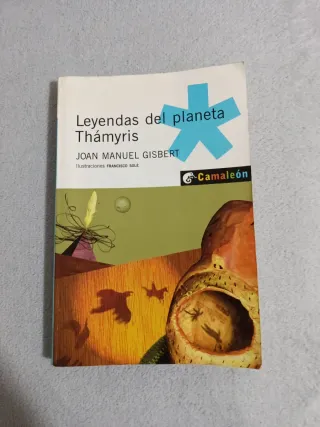 Leyendas del planeta
Thámyris
JOAN MANUEL GISBERT
Ilustraciones FRANCISCO SOLÉ
Camaleón